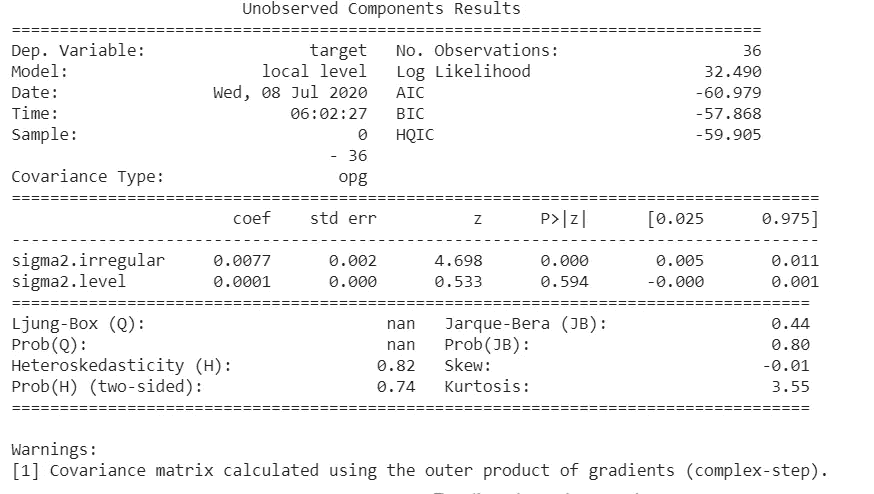 Unobserved Components Results
==============================================================================
Dep. Variable: target No. Observations: 36
Model: local level Log Likelihood 32.490
Date: Wed, 08 Jul 2020 AIC -60.979
Time: 06:02:27 BIC -57.868
Sample: 0 HQIC -59.905
- 36
Covariance Type: opg
====================================================================================
coef std err z P>|z| [0.025 0.975]
------------------------------------------------------------------------------------
sigma2.irregular 0.0077 0.002 4.698 0.000 0.005 0.011
sigma2.level 0.0001 0.000 0.533 0.594 -0.000 0.001
===================================================================================
Ljung-Box (Q): nan Jarque-Bera (JB): 0.44
Prob(Q): nan Prob(JB): 0.80
Heteroskedasticity (H): 0.82 Skew: -0.01
Prob(H) (two-sided): 0.74 Kurtosis: 3.55
===================================================================================
Warnings:
[1] Covariance matrix calculated using the outer product of gradients (complex-step).